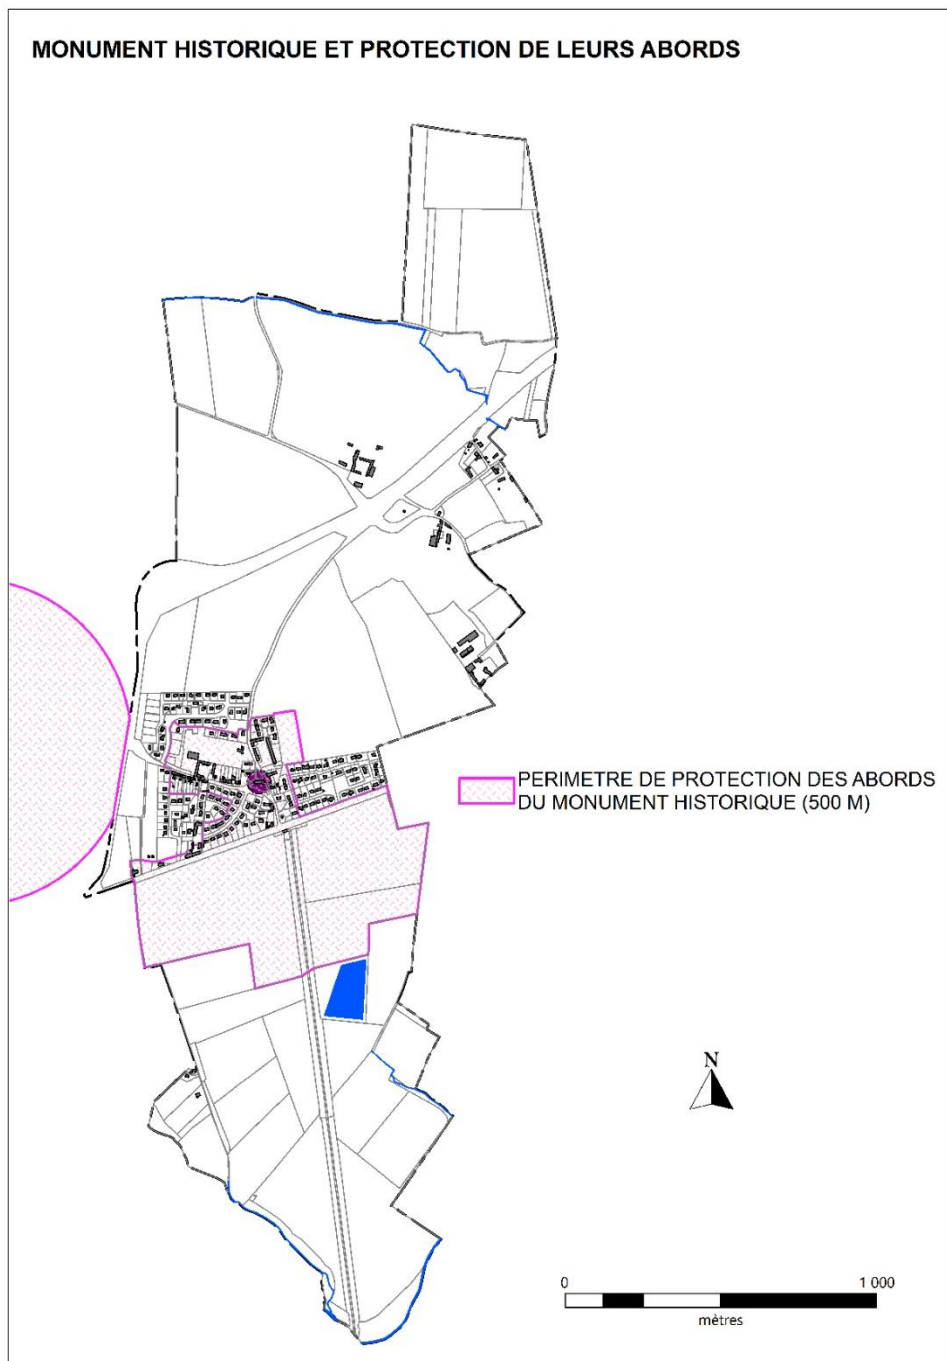 MONUMENT HISTORIQUE ET PROTECTION DE LEURS ABORDS
PERIMETRE DE PROTECTION DES ABORDS
DU MONUMENT HISTORIQUE (500 M)
N
0 1 000
mètres